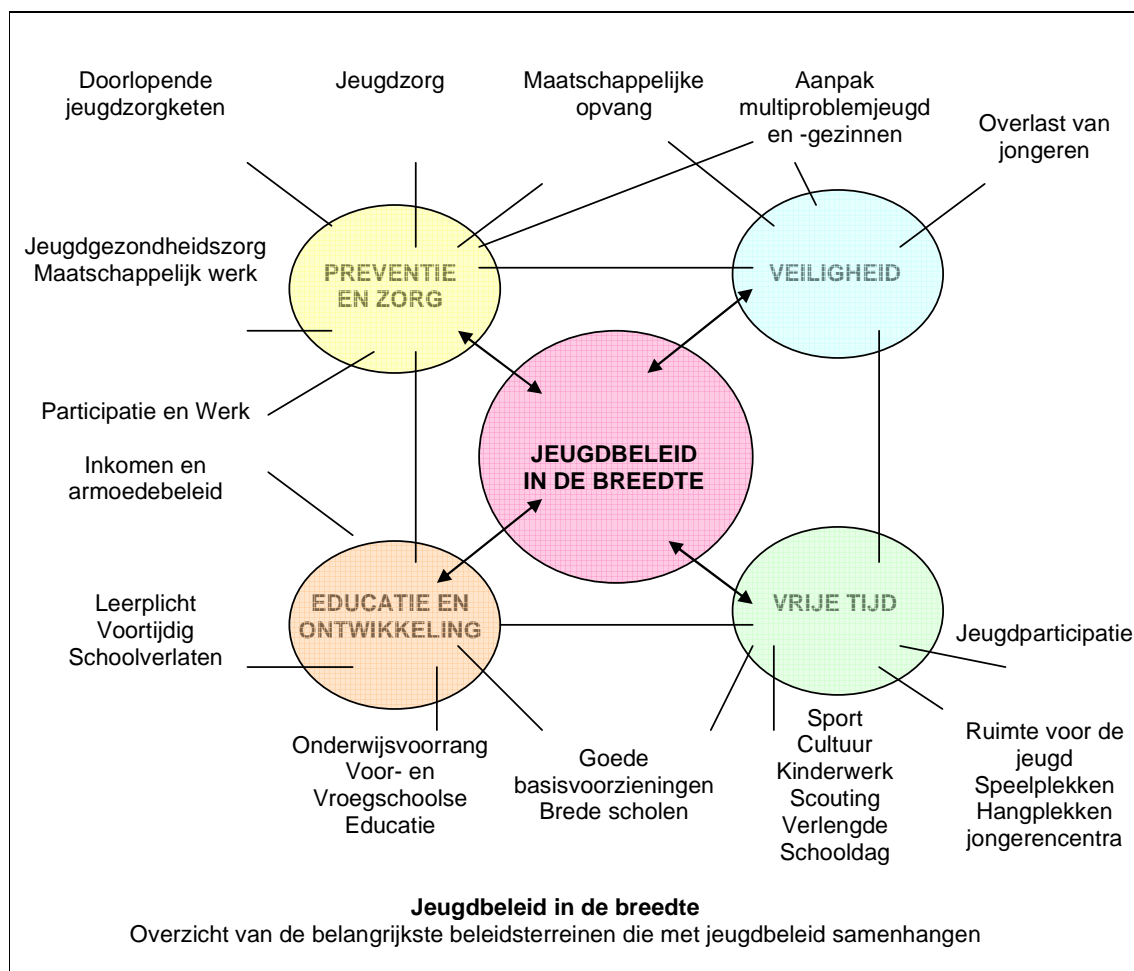 Doorlopende
jeugdzorgketen
Jeugdzorg
Maatschappelijke
opvang
Aanpak
multiproblemjeugd
en -gezinnen
Overlast van
jongeren
Jeugdgezondheidszorg
Maatschappelijk werk
PREVENTIE
EN ZORG
VEILIGHEID
Participatie en Werk
JEUGDBELEID
IN DE BREEDTE
Inkomen en
armoedebeleid
Leerplicht
Voortijdig
Schoolverlaten
EDUCATIE EN
ONTWIKKELING
VRIJE TIJD
Jeugdparticipatie
Onderwijsvoorrang
Voor- en
Vroegschoolse
Educatie
Goede
basisvoorzieningen
Brede scholen
Sport
Cultuur
Kinderwerk
Scouting
Verlengde
Schooldag
Ruimte voor de
jeugd
Speelplekken
Hangplekken
jongerencentra
Jeugdbeleid in de breedte
Overzicht van de belangrijkste beleidsterreinen die met jeugdbeleid samenhangen